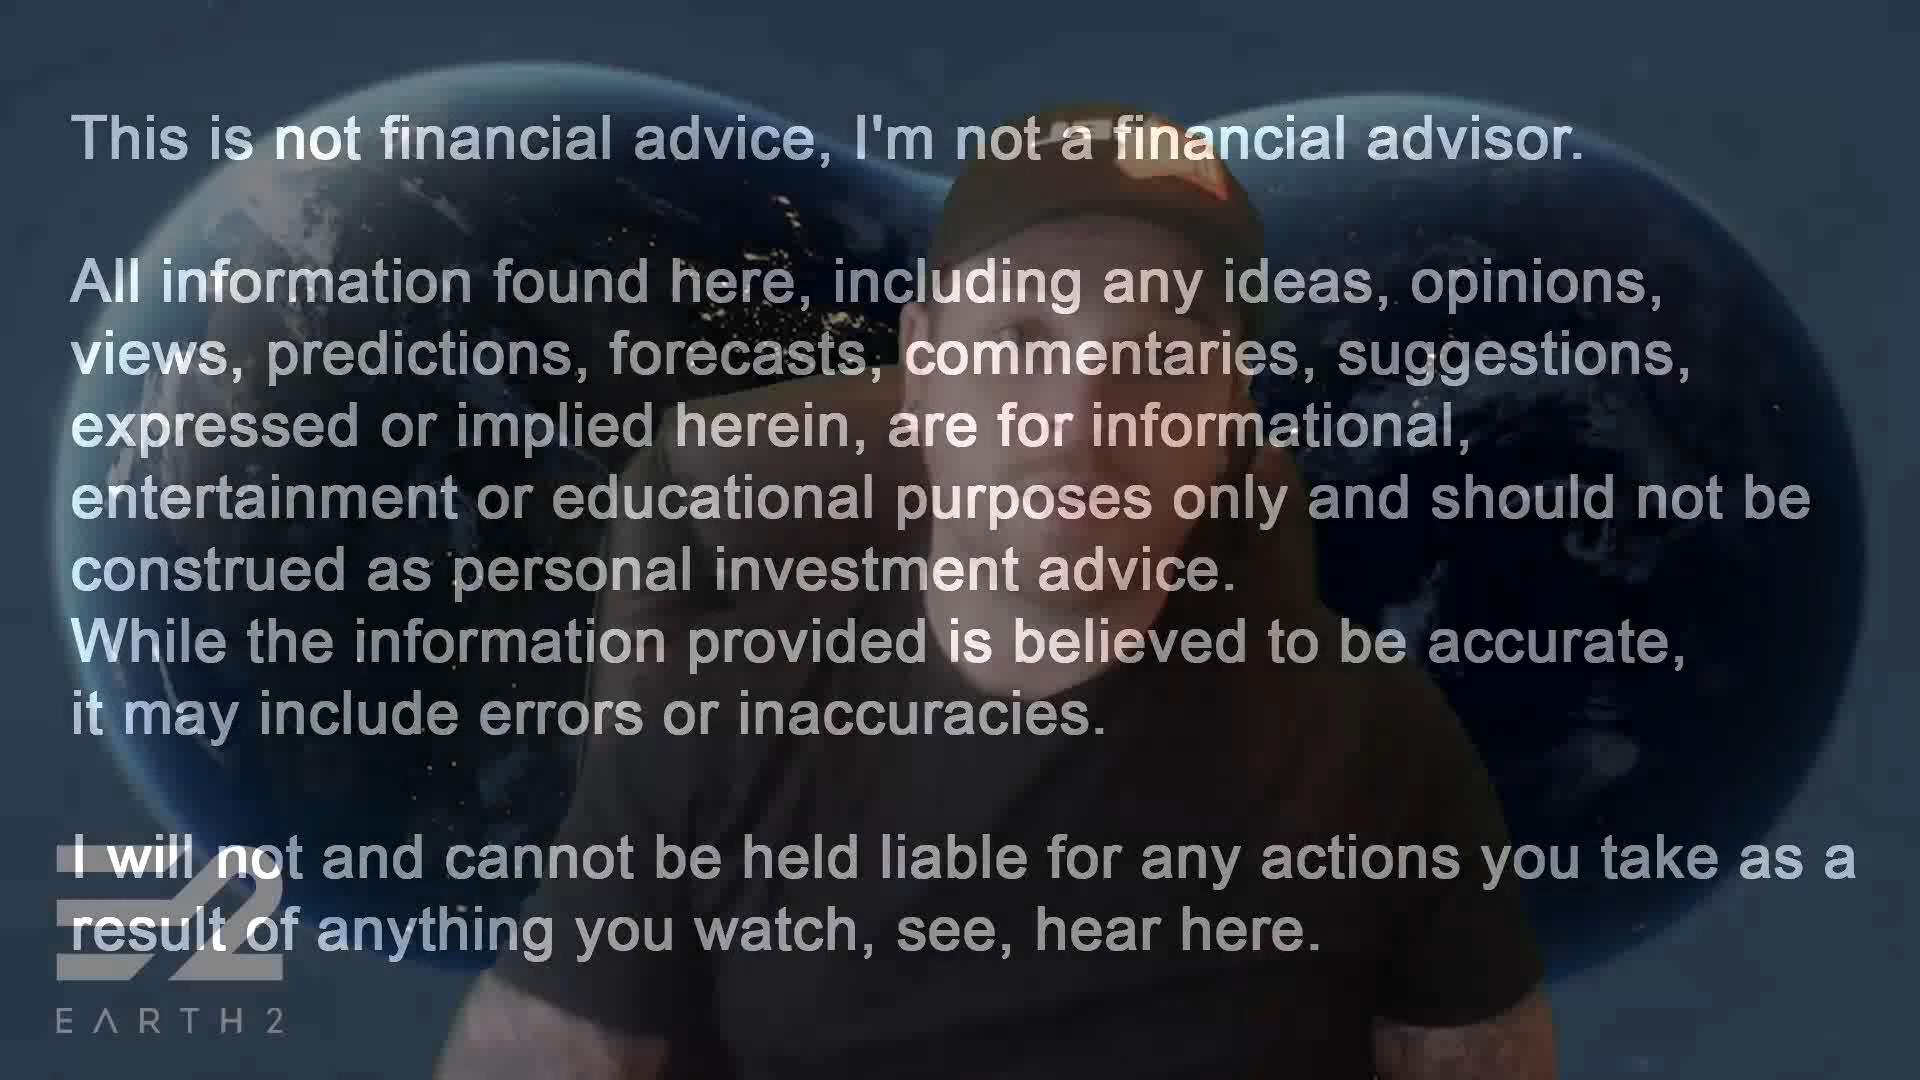 This is not financial advice, I'm not a financial advisor.
All information found here, including any ideas, opinions,
views, predictions, forecasts, commentaries, suggestions,
expressed or implied herein, are for informational,
entertainment or educational purposes only and should not be
construed as personal investment advice.
While the information provided is believed to be accurate,
it may include errors or inaccuracies.
I will not and cannot be held liable for any actions you take as a
result of anything you watch, see, hear here.
E2
EARTH 2